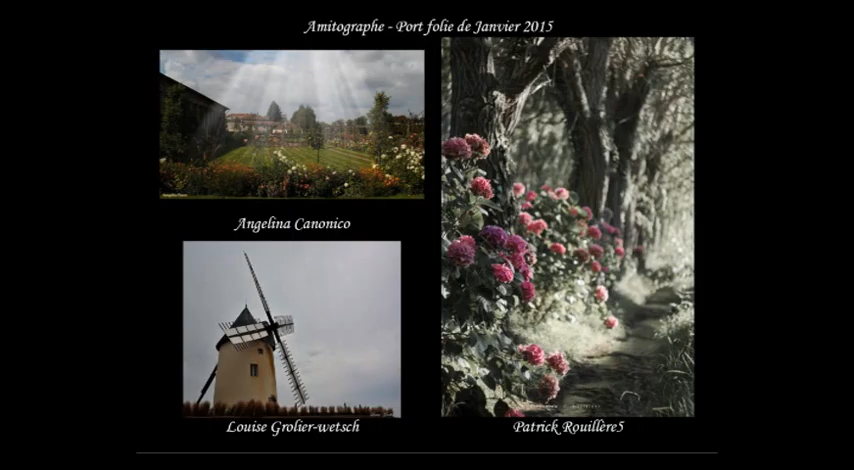 Amitographe - Port folie de Janvier 2015
Angelina Canonico
Louise Grolier-wetsch
Patrick Rouillère5